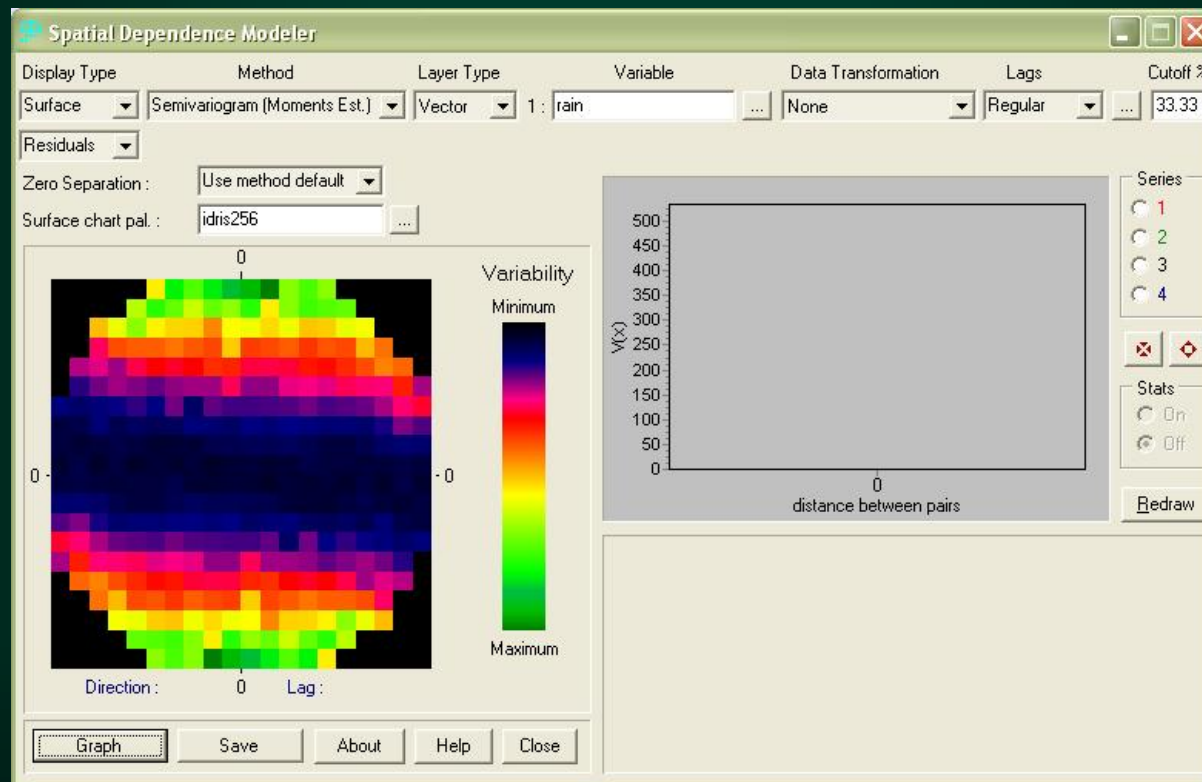 Spatial Dependence Modeler
Display Type Method Layer Type Variable Data Transformation Lags Cutoff %
Surface Semivariogram (Moments Est.) Vector 1 : rain ... None Regular ... 33.33
Residuals
Zero Separation : Use method default
Surface chart pal. : idris256 ...
0
Variability
Minimum
0 - - 0
Maximum
Direction : 0 Lag :
Graph Save About Help Close
V(x)
500
450
400
350
300
250
200
150
100
50
0
0
distance between pairs
Series
1
2
3
4
Stats
On
Off
Redraw